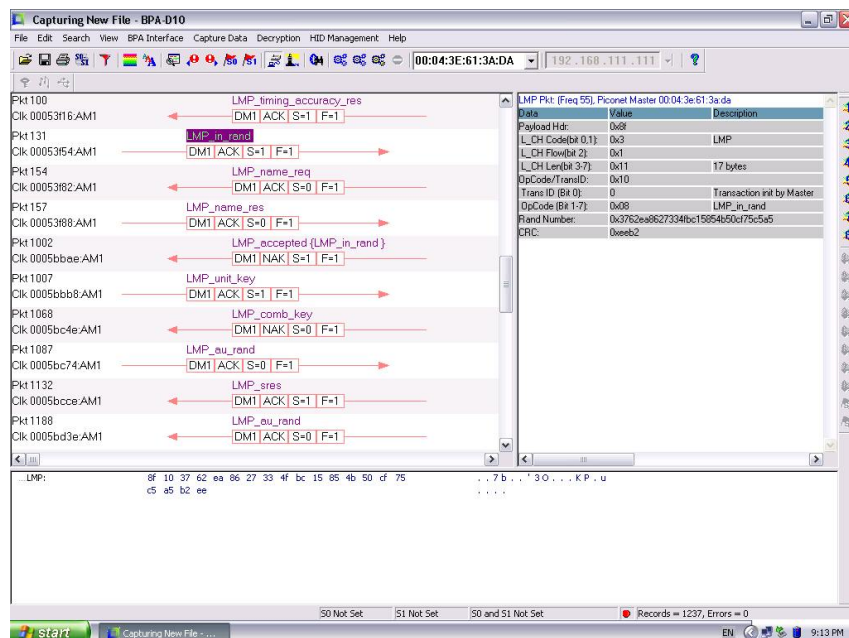 Capturing New File - BPA-D10
File Edit Search View BPA Interface Capture Data Decryption HID Management Help
00:04:3E:61:3A:DA 192.168.111.111
Pkt 100 LMP_timing_accuracy_res
Clk 00053f16:AM1 DM1 ACK S=1 F=1
Pkt 131 LMP_in_rand
Clk 00053f54:AM1 DM1 ACK S=1 F=1
Pkt 154 LMP_name_req
Clk 00053f82:AM1 DM1 ACK S=0 F=1
Pkt 157 LMP_name_res
Clk 00053f88:AM1 DM1 ACK S=0 F=1
Pkt 1002 LMP_accepted {LMP_in_rand }
Clk 0005bbae:AM1 DM1 NAK S=1 F=1
Pkt 1007 LMP_unit_key
Clk 0005bbb8:AM1 DM1 ACK S=1 F=1
Pkt 1068 LMP_comb_key
Clk 0005bc4e:AM1 DM1 NAK S=0 F=1
Pkt 1087 LMP_au_rand
Clk 0005bc74:AM1 DM1 ACK S=0 F=1
Pkt 1132 LMP_sres
Clk 0005bcce:AM1 DM1 ACK S=1 F=1
Pkt 1188 LMP_au_rand
Clk 0005bd3e:AM1 DM1 ACK S=0 F=1
LMP Pkt: (Freq 55), Piconet Master 00:04:3e:61:3a:da
Data Value Description
Payload Hdr: 0x8f
L_CH Code(bit 0,1): 0x3 LMP
L_CH Flow(bit 2): 0x1
L_CH Len(bit 3-7): 0x11 17 bytes
OpCode/TransID: 0x10
Trans ID (Bit 0): 0 Transaction init by Master
OpCode (Bit 1-7): 0x08 LMP_in_rand
Rand Number: 0x3762ea8627334fbc15854b50cf75c5a5
CRC: 0xeeb2
...LMP: 8f 10 37 62 ea 86 27 33 4f bc 15 85 4b 50 cf 75 ..7b..'3O...KP.u
c5 a5 b2 ee ....
S0 Not Set S1 Not Set S0 and S1 Not Set Records = 1237, Errors = 0
start Capturing New File - ... EN 9:13 PM